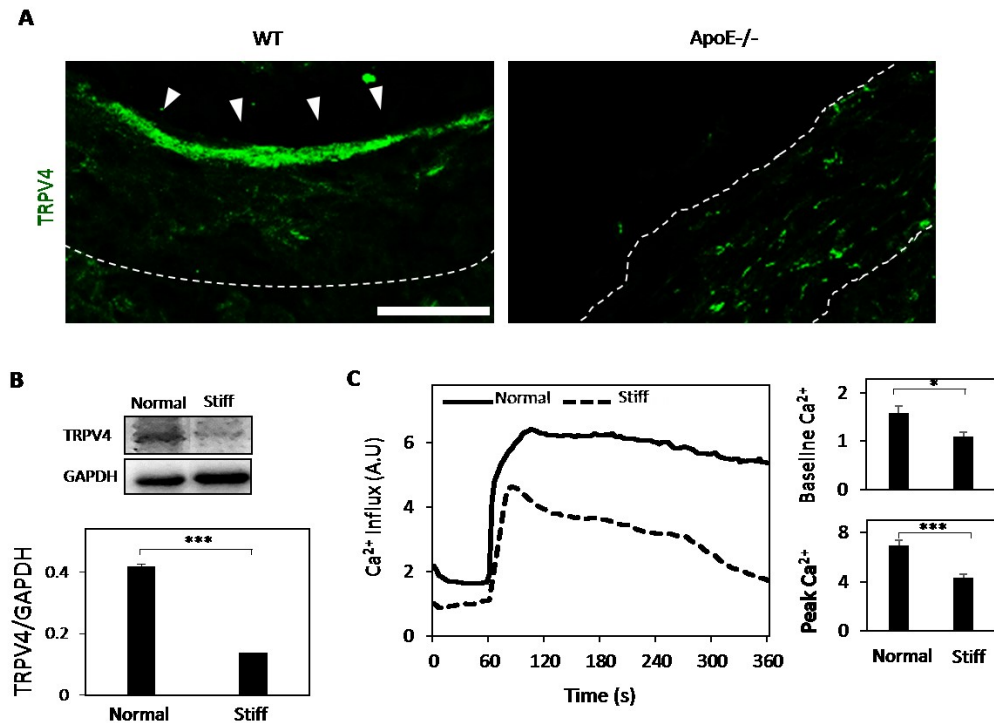 A
WT
ApoE-/-
TRPV4
B
Normal Stiff
TRPV4
GAPDH
***
TRPV4/GAPDH
0.4
0.2
0
Normal Stiff
C
Normal Stiff
Ca2+ Influx (A.U)
6
4
2
0
0 60 120 180 240 300 360
Time (s)
Baseline Ca2+
2
1
0
*
Peak Ca2+
8
4
0
***
Normal Stiff